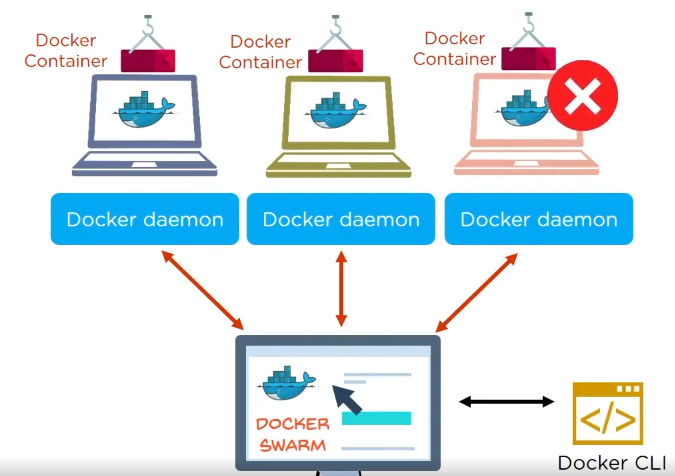 Docker
Container
Docker
Container
Docker
Container
Docker daemon
Docker daemon
Docker daemon
DOCKER
SWARM
</>
Docker CLI